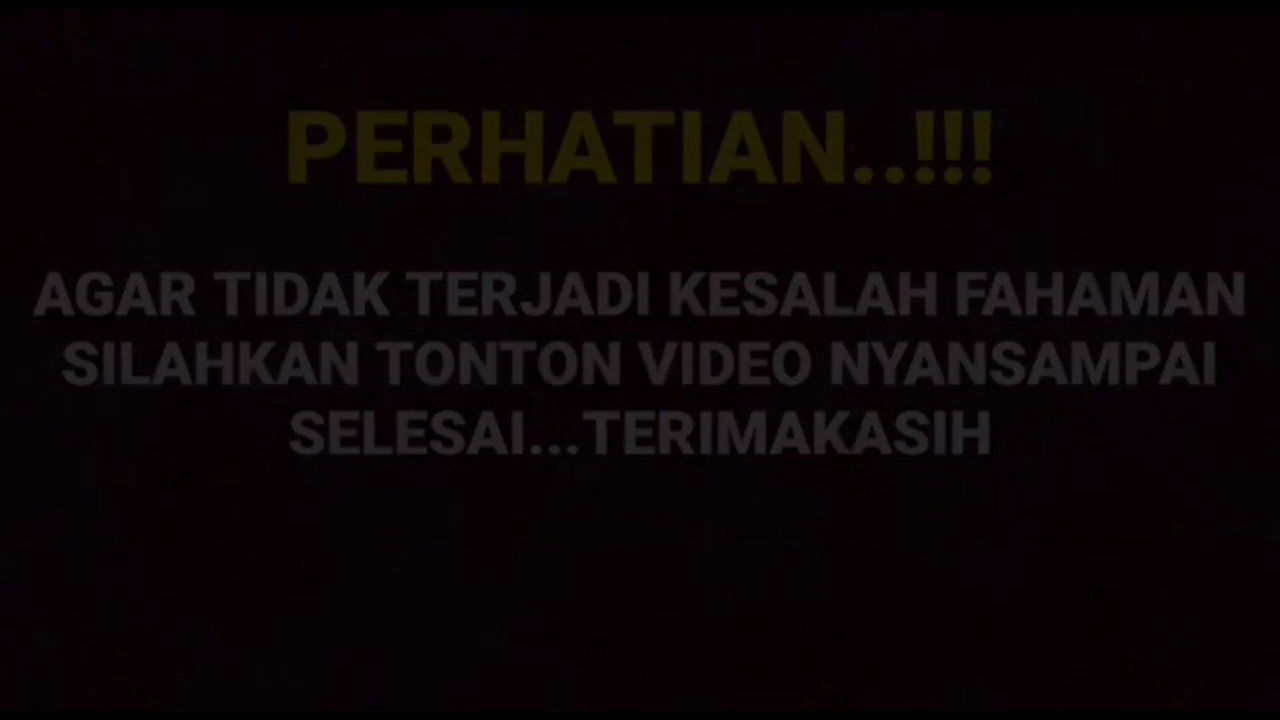 PERHATIAN..!!!
AGAR TIDAK TERJADI KESALAH FAHAMAN
SILAHKAN TONTON VIDEO NYANSAMPAI
SELESAI...TERIMAKASIH